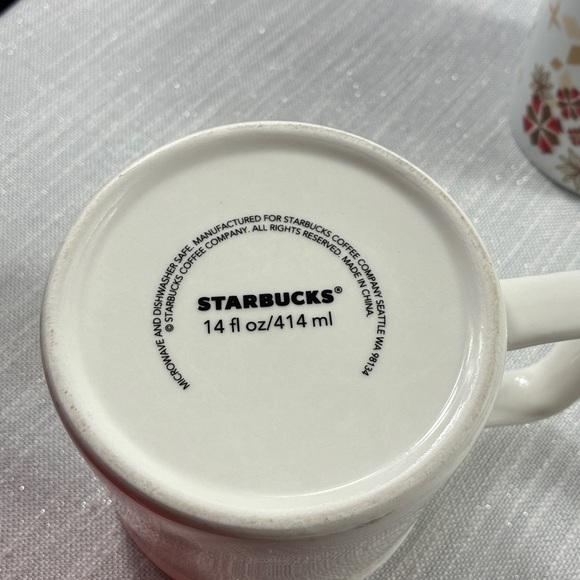 MICROWAVE AND DISHWASHER SAFE. MANUFACTURED FOR STARBUCKS COFFEE COMPANY SEATTLE WA 98134
© STARBUCKS COFFEE COMPANY. ALL RIGHTS RESERVED. MADE IN CHINA.
STARBUCKS®
14 fl oz/414 ml